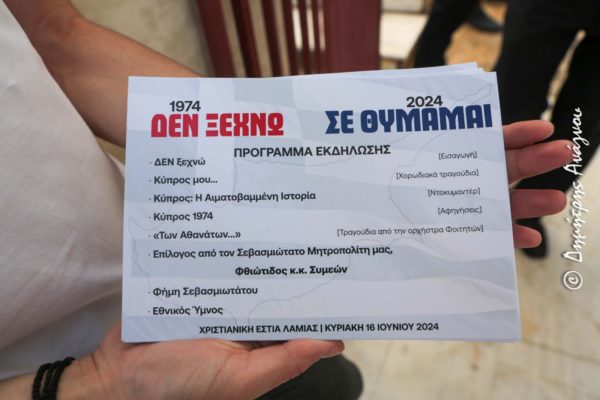 1974 2024
ΔΕΝ ΞΕΧΝΩ ΣΕ ΘΥΜΑΜΑΙ
ΠΡΟΓΡΑΜΜΑ ΕΚΔΗΛΩΣΗΣ
· ΔΕΝ ξεχνώ [Εισαγωγή]
· Κύπρος μου... [Χορωδιακά τραγούδια]
· Κύπρος: Η Αιματοβαμμένη Ιστορία [Ντοκυμαντέρ]
· Κύπρος 1974 [Αφηγήσεις]
· «Των Αθανάτων...» [Τραγούδια από την ορχήστρα Φοιτητών]
· Επίλογος από τον Σεβασμιώτατο Μητροπολίτη μας,
Φθιώτιδος κ.κ. Συμεών
· Φήμη Σεβασμιωτάτου
· Εθνικός Ύμνος
ΧΡΙΣΤΙΑΝΙΚΗ ΕΣΤΙΑ ΛΑΜΙΑΣ | ΚΥΡΙΑΚΗ 16 ΙΟΥΝΙΟΥ 2024
© Δημήτρης Ανάγνου